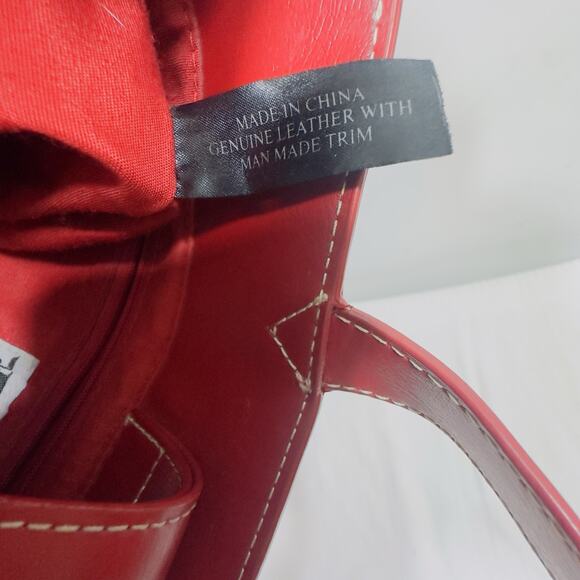 MADE IN CHINA
GENUINE LEATHER WITH
MAN MADE TRIM